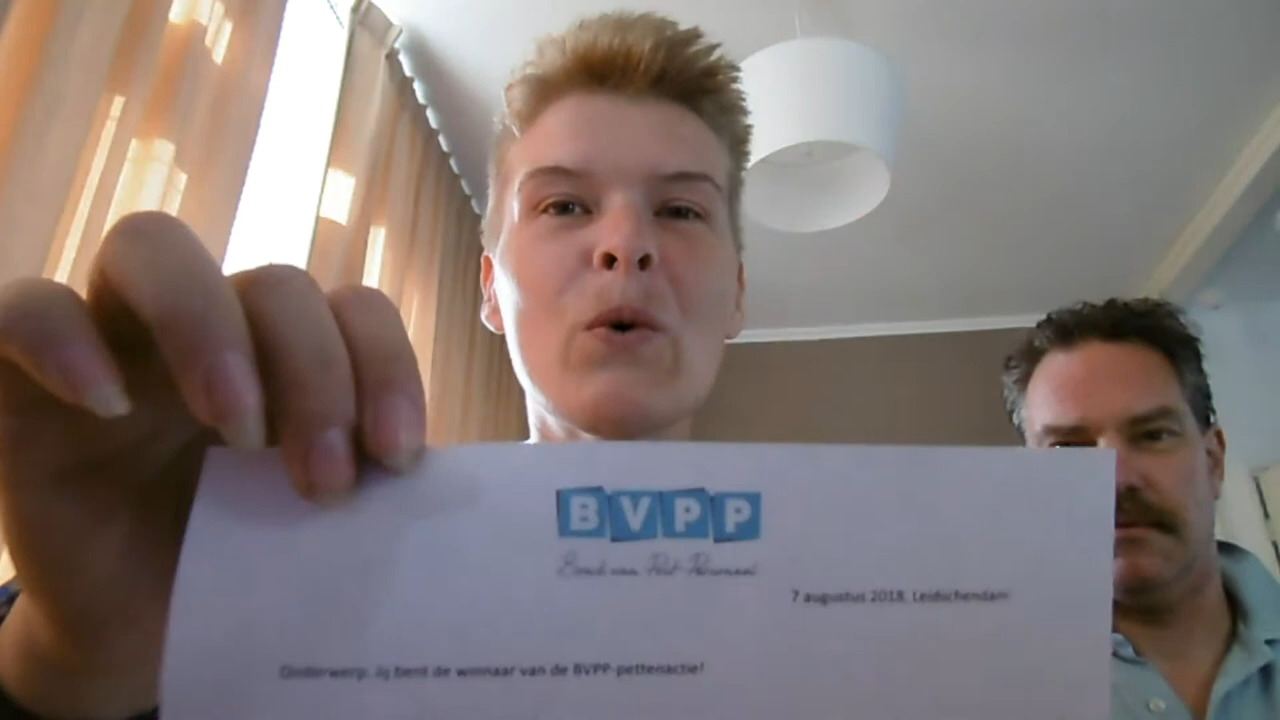 BVPP
Bond van Post-Personeel
7 augustus 2018, Leidschendam
Onderwerp: Jij bent de winnaar van de BVPP-pettenactie!